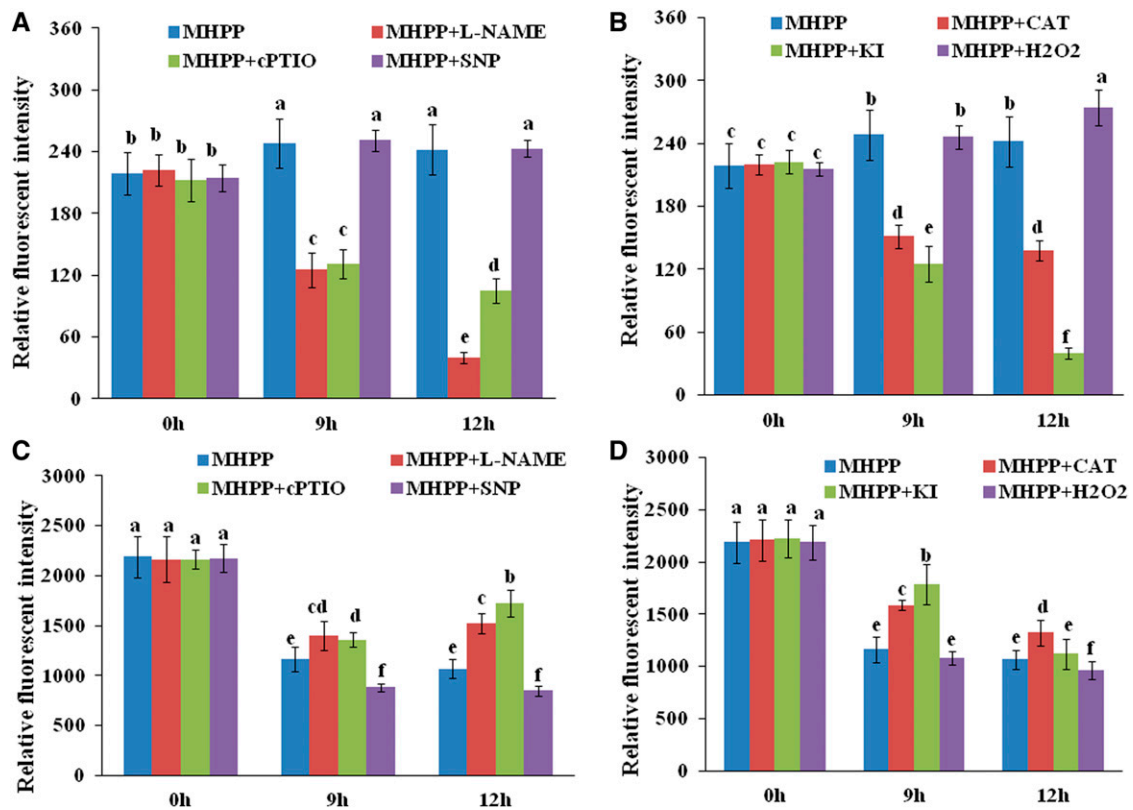 A
MHPP MHPP+L-NAME
MHPP+cPTIO MHPP+SNP
Relative fluorescent intensity
360
300
240
180
120
60
0
b b b b
a c c a
a e d a
0h 9h 12h
B
MHPP MHPP+CAT
MHPP+KI MHPP+H2O2
Relative fluorescent intensity
360
300
240
180
120
60
0
c c c c
b d e b
b d f a
0h 9h 12h
C
MHPP MHPP+L-NAME
MHPP+cPTIO MHPP+SNP
Relative fluorescent intensity
3000
2500
2000
1500
1000
500
0
a a a a
e cd d f
e c b f
0h 9h 12h
D
MHPP MHPP+CAT
MHPP+KI MHPP+H2O2
Relative fluorescent intensity
3000
2500
2000
1500
1000
500
0
a a a a
e c b e
e d e f
0h 9h 12h